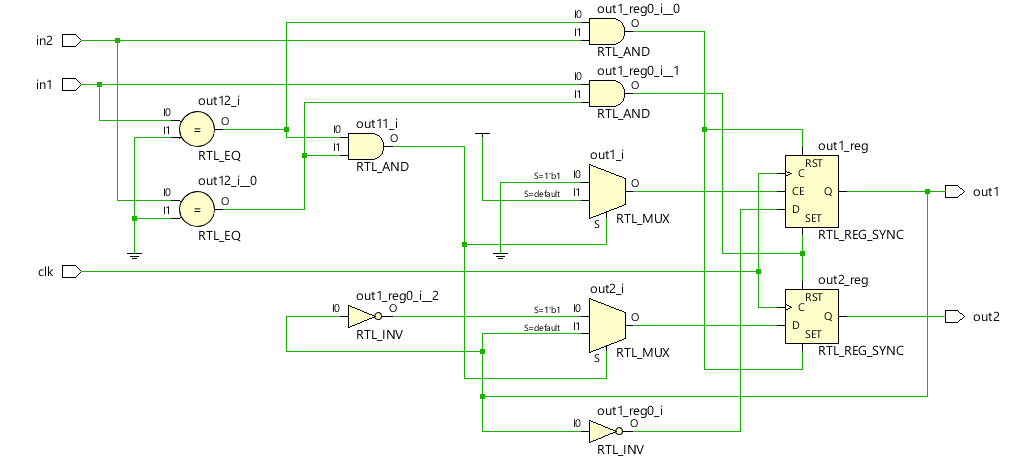 out1_reg0_i__0
I0
O
I1
in2
RTL_AND
out1_reg0_i__1
I0
in1
O
I1
out12_i
RTL_AND
I0
O
out11_i
I1
=
I0
O
out1_reg
RTL_EQ
I1
RTL_AND
out1_i
RST
C
out12_i__0
S=1'b1
I0
O
CE
Q
out1
I0
O
S=default
I1
D
I1
=
RTL_MUX
SET
S
RTL_EQ
RTL_REG_SYNC
clk
out2_reg
out1_reg0_i__2
out2_i
RST
I0
O
S=1'b1
I0
C
Q
out2
O
D
S=default
I1
RTL_INV
SET
S
RTL_MUX
RTL_REG_SYNC
out1_reg0_i
I0
O
RTL_INV